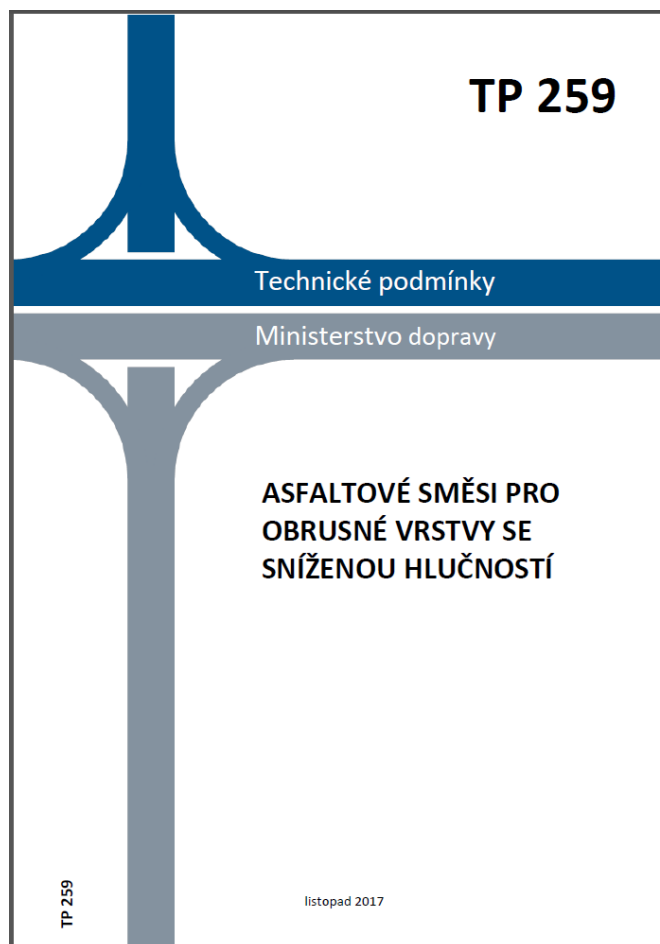 TP 259
Technické podmínky
Ministerstvo dopravy
ASFALTOVÉ SMĚSI PRO
OBRUSNÉ VRSTVY SE
SNÍŽENOU HLUČNOSTÍ
TP 259
listopad 2017